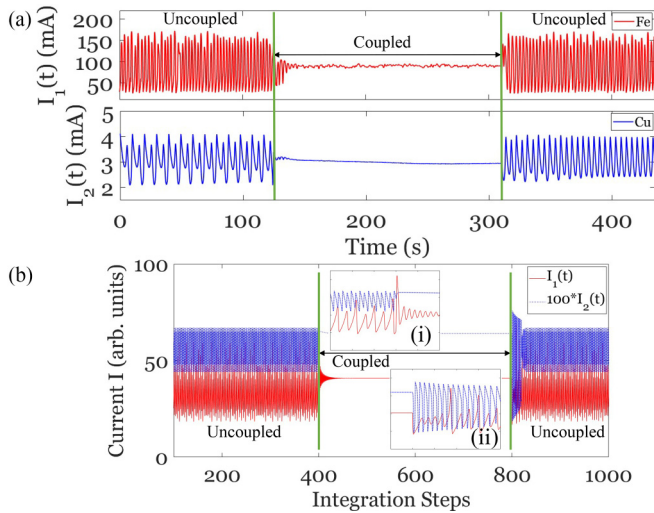 (a)
I₁(t) (mA)
200
150
100
50
Uncoupled
Coupled
Uncoupled
Fe
I₂(t) (mA)
5
4
3
2
Cu
0
100
200
300
400
Time (s)
(b)
Current I (arb. units)
100
50
0
I₁(t)
100*I₂(t)
(i)
Coupled
(ii)
Uncoupled
Uncoupled
200
400
600
800
1000
Integration Steps